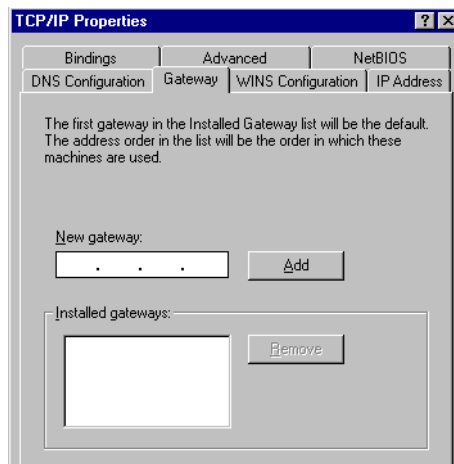 TCP/IP Properties
Bindings Advanced NetBIOS
DNS Configuration Gateway WINS Configuration IP Address
The first gateway in the Installed Gateway list will be the default.
The address order in the list will be the order in which these
machines are used.
New gateway:
. . .
Add
Installed gateways:
Remove